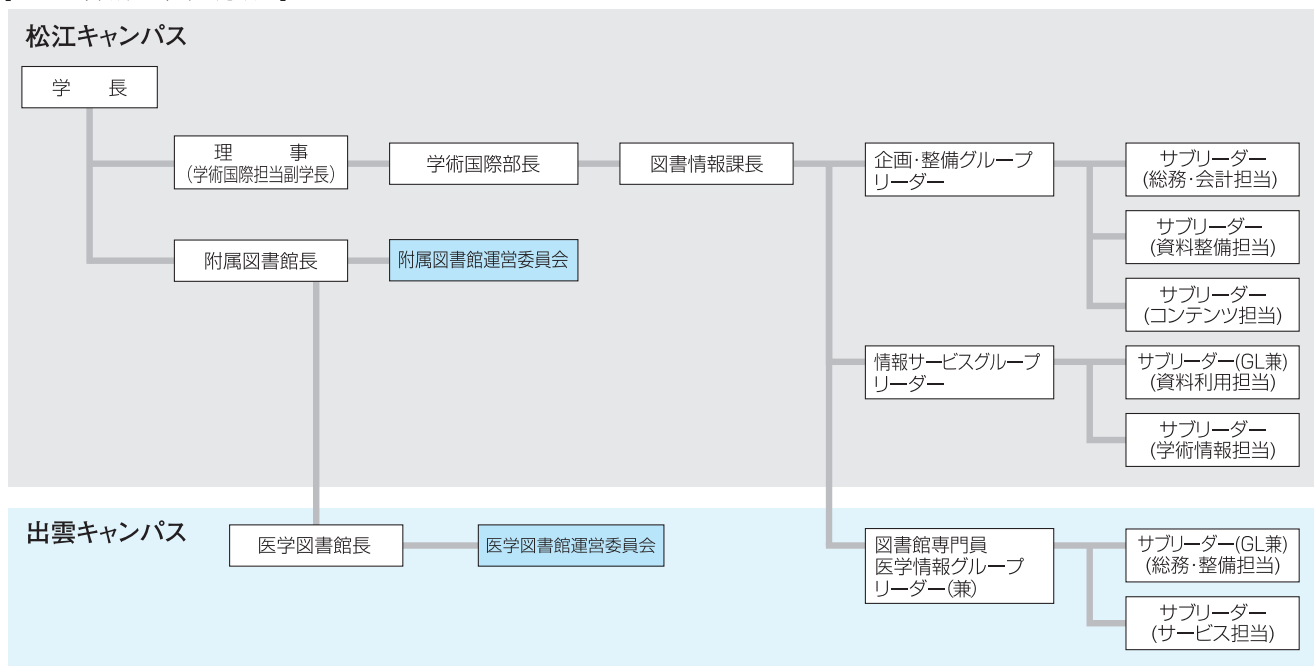 松江キャンパス
学　長
理　事
(学術国際担当副学長)
学術国際部長
図書情報課長
企画・整備グループ
リーダー
サブリーダー
(総務・会計担当)
サブリーダー
(資料整備担当)
サブリーダー
(コンテンツ担当)
附属図書館長
附属図書館運営委員会
情報サービスグループ
リーダー
サブリーダー(GL兼)
(資料利用担当)
サブリーダー
(学術情報担当)
出雲キャンパス
医学図書館長
医学図書館運営委員会
図書館専門員
医学情報グループ
リーダー(兼)
サブリーダー(GL兼)
(総務・整備担当)
サブリーダー
(サービス担当)